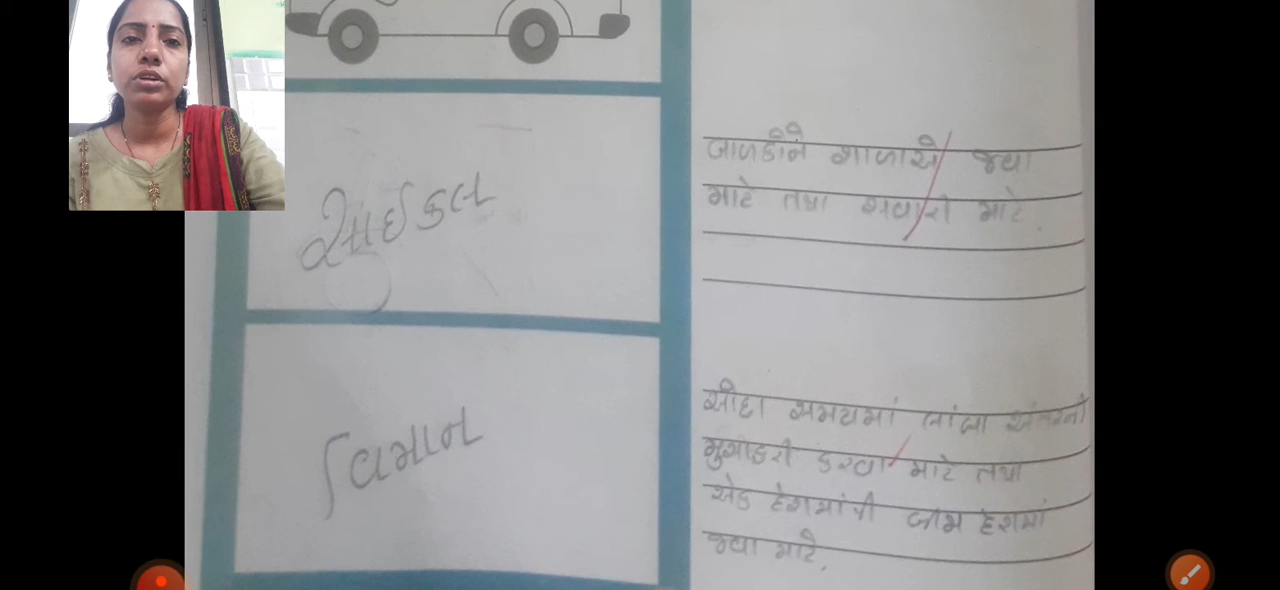 સાઈકલ
બાળકોને શાળાએ જવા
માટે તથા સવારી માટે.
વિમાન
ઓછા સમયમાં લાંબા અંતરની
મુસાફરી કરવા માટે તથા
એક દેશમાંથી બીજા દેશમાં
જવા માટે.